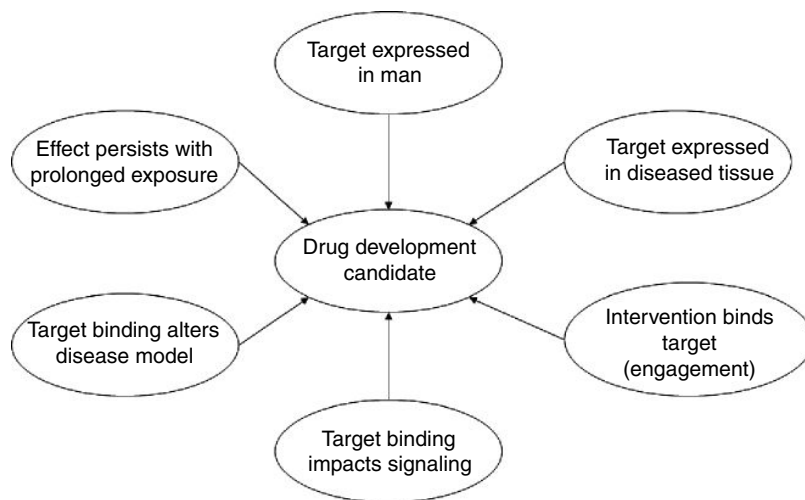 Target expressed
in man
Effect persists with
prolonged exposure
Target expressed
in diseased tissue
Drug development
candidate
Target binding alters
disease model
Intervention binds
target
(engagement)
Target binding
impacts signaling